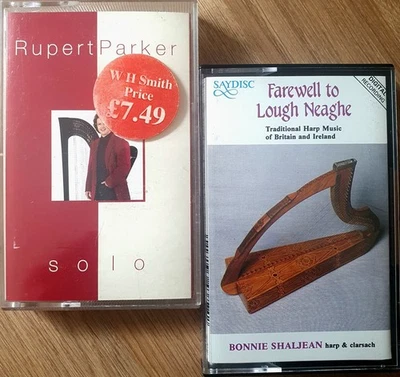 Rupert Parker
W H Smith
Price
£7.49
solo
SAYDISC
DIGITAL
RECORDING
Farewell to
Lough Neaghe
Traditional Harp Music
of Britain and Ireland
BONNIE SHALJEAN harp & clarsach